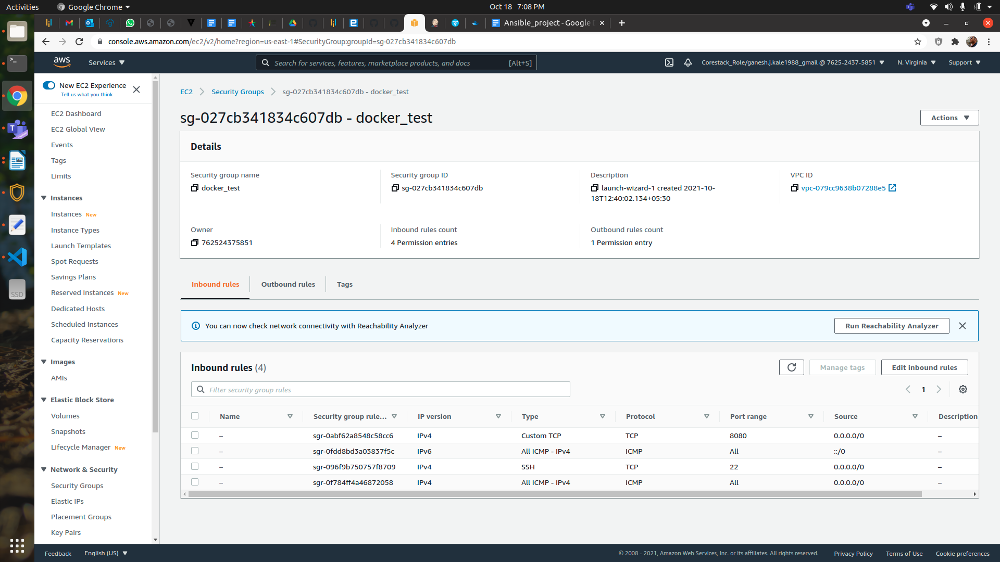 Activities
Google Chrome
Oct 18 7:08 PM
Ansible_project - Google D
console.aws.amazon.com/ec2/v2/home?region=us-east-1#SecurityGroup:groupId=sg-027cb341834c607db
aws
Services
Search for services, features, marketplace products, and docs
[Alt+S]
Corestack_Role/ganesh.j.kale1988_gmail @ 7625-2437-5851
N. Virginia
Support
New EC2 Experience
Tell us what you think
EC2 Dashboard
EC2 Global View
Events
Tags
Limits
Instances
Instances New
Instance Types
Launch Templates
Spot Requests
Savings Plans
Reserved Instances New
Dedicated Hosts
Scheduled Instances
Capacity Reservations
Images
AMIs
Elastic Block Store
Volumes
Snapshots
Lifecycle Manager New
Network & Security
Security Groups
Elastic IPs
Placement Groups
Key Pairs
SSD
EC2
Security Groups
sg-027cb341834c607db - docker_test
sg-027cb341834c607db - docker_test
Actions
Details
Security group name
docker_test
Security group ID
sg-027cb341834c607db
Description
launch-wizard-1 created 2021-10-
18T12:40:02.134+05:30
VPC ID
vpc-079cc9638b07288e5
Owner
762524375851
Inbound rules count
4 Permission entries
Outbound rules count
1 Permission entry
Inbound rules
Outbound rules
Tags
You can now check network connectivity with Reachability Analyzer
Run Reachability Analyzer
Inbound rules (4)
Manage tags
Edit inbound rules
Filter security group rules
1
Name Security group rule... IP version Type Protocol Port range Source Description
– sgr-0abf62a8548c58cc6 IPv4 Custom TCP TCP 8080 0.0.0.0/0 –
– sgr-0fdd8bd3a03837f5c IPv6 All ICMP - IPv4 ICMP All ::/0 –
– sgr-096f9b750757f8709 IPv4 SSH TCP 22 0.0.0.0/0 –
– sgr-0f784ff4a46872058 IPv4 All ICMP - IPv4 ICMP All 0.0.0.0/0 –
Feedback
English (US)
© 2008 - 2021, Amazon Web Services, Inc. or its affiliates. All rights reserved.
Privacy Policy
Terms of Use
Cookie preferences